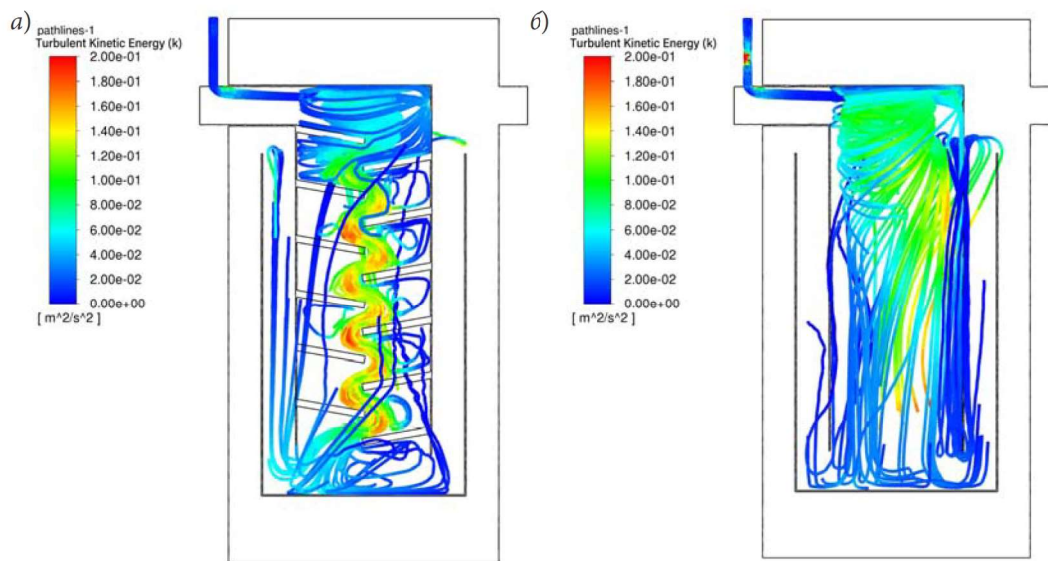 а)
pathlines-1
Turbulent Kinetic Energy (k)
2.00e-01
1.80e-01
1.60e-01
1.40e-01
1.20e-01
1.00e-01
8.00e-02
6.00e-02
4.00e-02
2.00e-02
0.00e+00
[ m^2/s^2 ]
б)
pathlines-1
Turbulent Kinetic Energy (k)
2.00e-01
1.80e-01
1.60e-01
1.40e-01
1.20e-01
1.00e-01
8.00e-02
6.00e-02
4.00e-02
2.00e-02
0.00e+00
[ m^2/s^2 ]